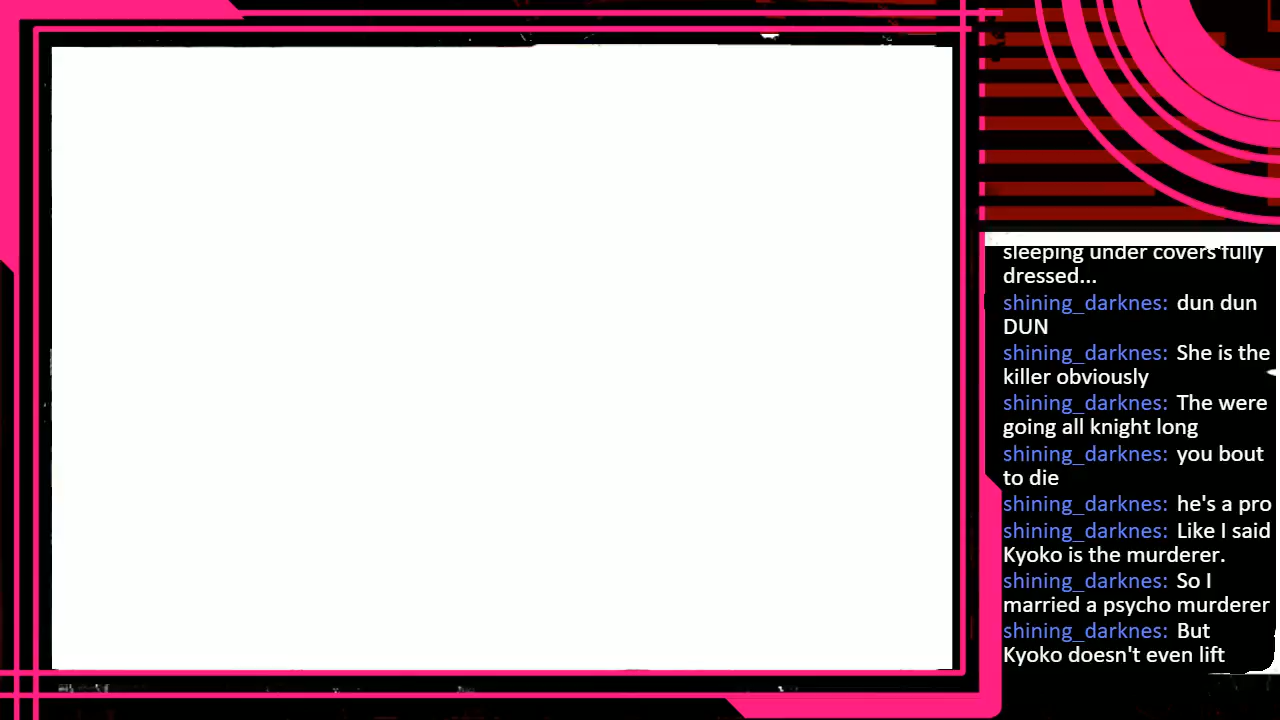 sleeping under covers fully
dressed...
shining_darknes: dun dun
DUN
shining_darknes: She is the
killer obviously
shining_darknes: The were
going all knight long
shining_darknes: you bout
to die
shining_darknes: he's a pro
shining_darknes: Like I said
Kyoko is the murderer.
shining_darknes: So I
married a psycho murderer
shining_darknes: But
Kyoko doesn't even lift